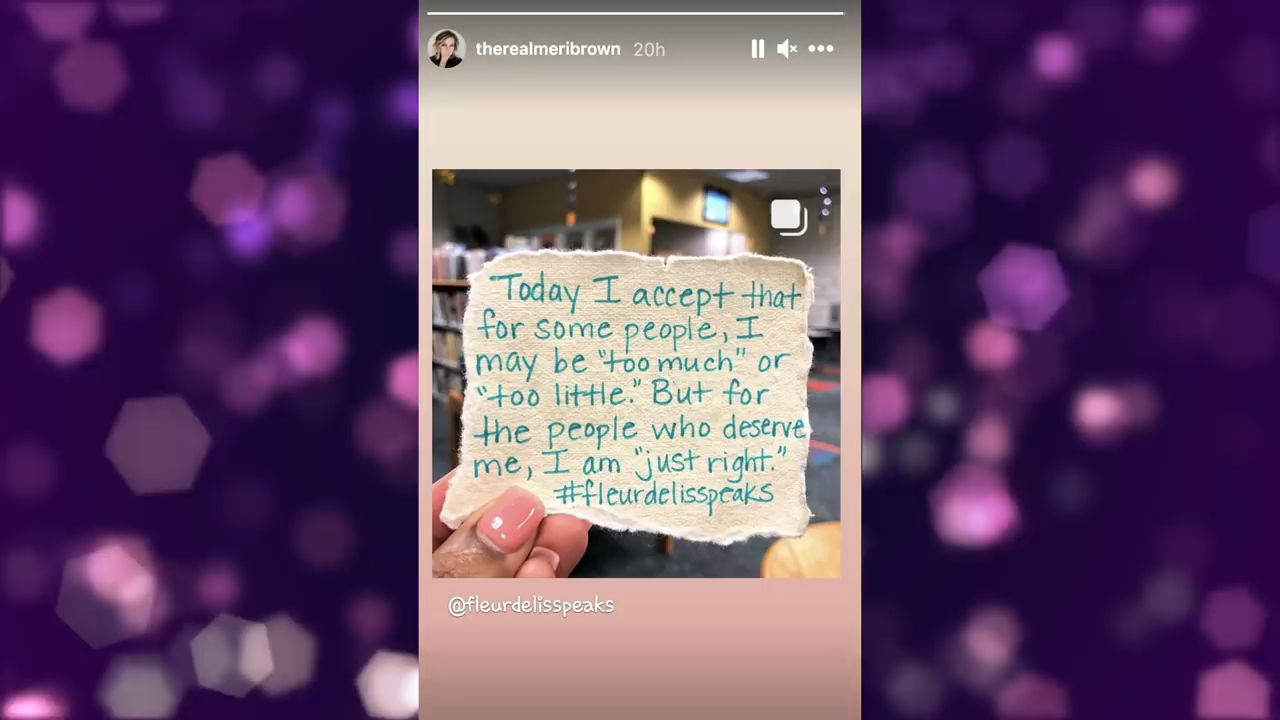 therealmeribrown 20h
"Today I accept that
for some people, I
may be "too much" or
"too little." But for
the people who deserve
me, I am "just right."
#fleurdelisspeaks
@fleurdelisspeaks